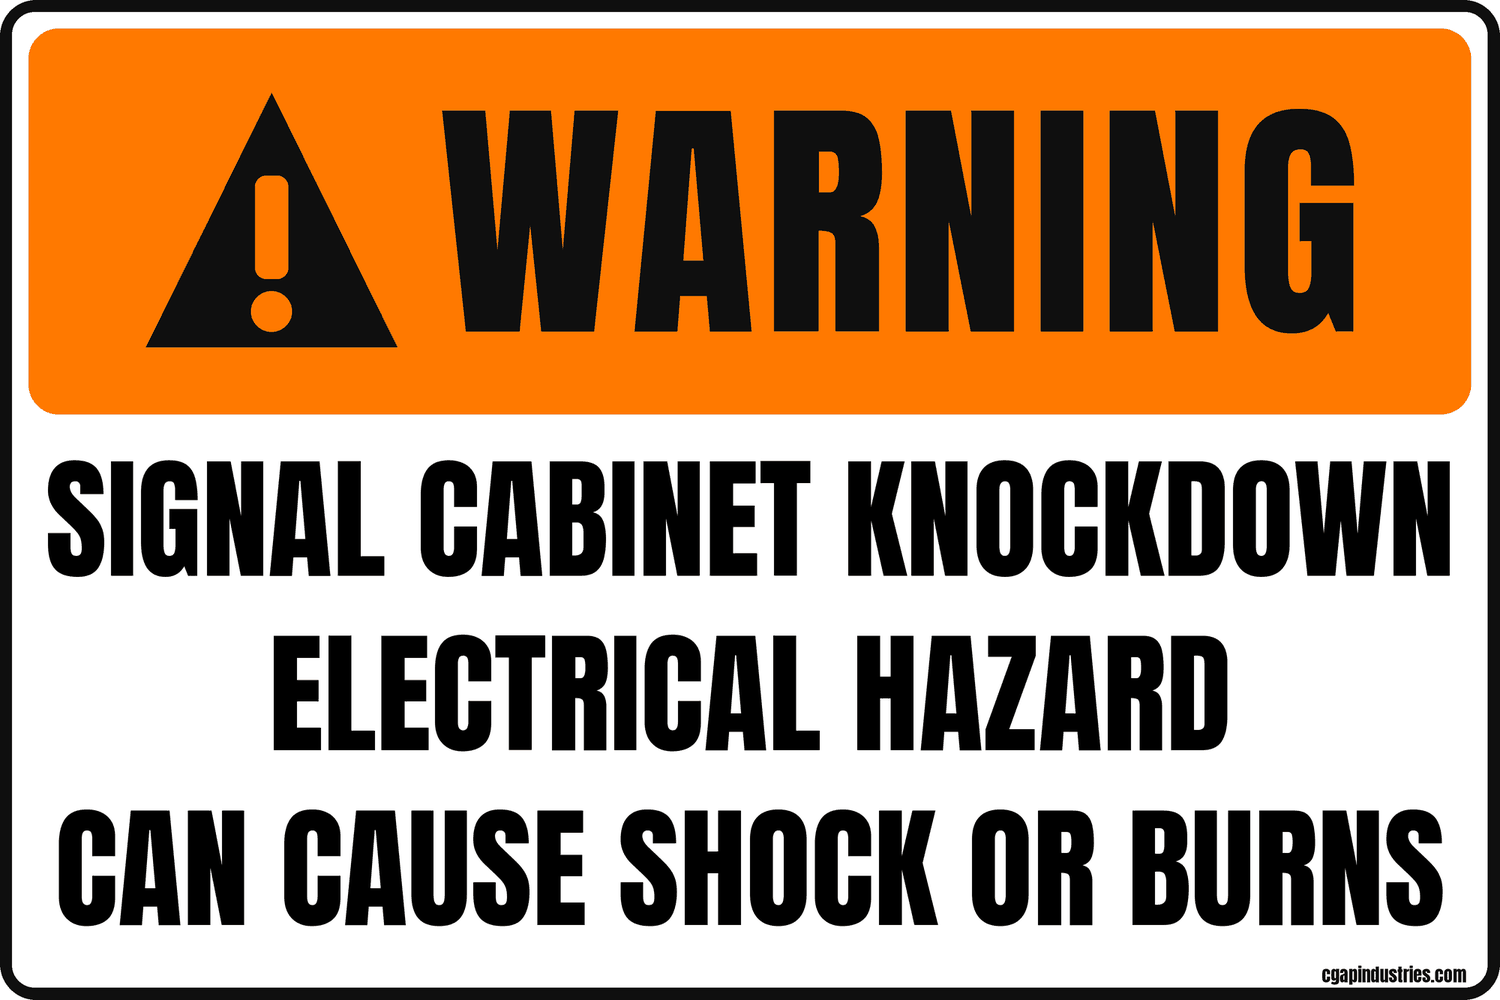 WARNING
SIGNAL CABINET KNOCKDOWN
ELECTRICAL HAZARD
CAN CAUSE SHOCK OR BURNS
cgapindustries.com